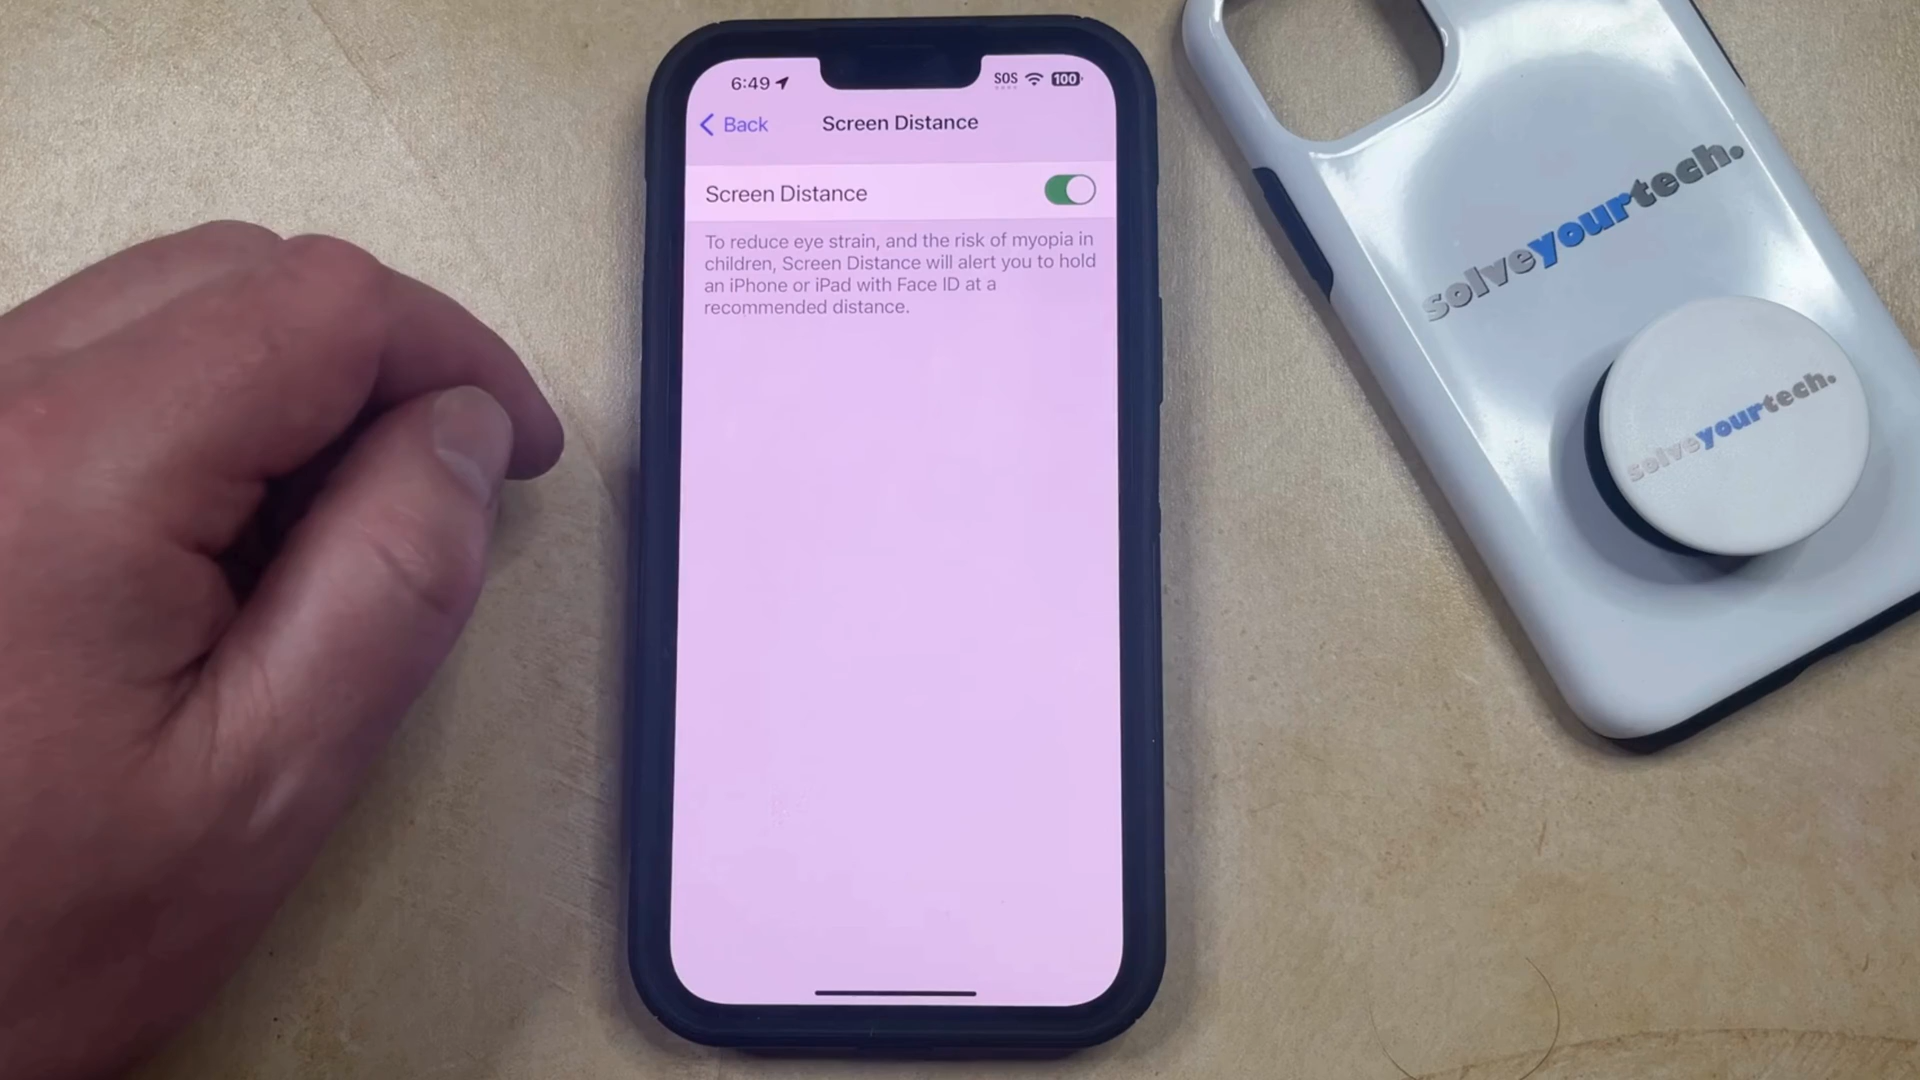 6:49
SOS
100
Back
Screen Distance
Screen Distance
To reduce eye strain, and the risk of myopia in
children, Screen Distance will alert you to hold
an iPhone or iPad with Face ID at a
recommended distance.
solveyourtech.
solveyourtech.